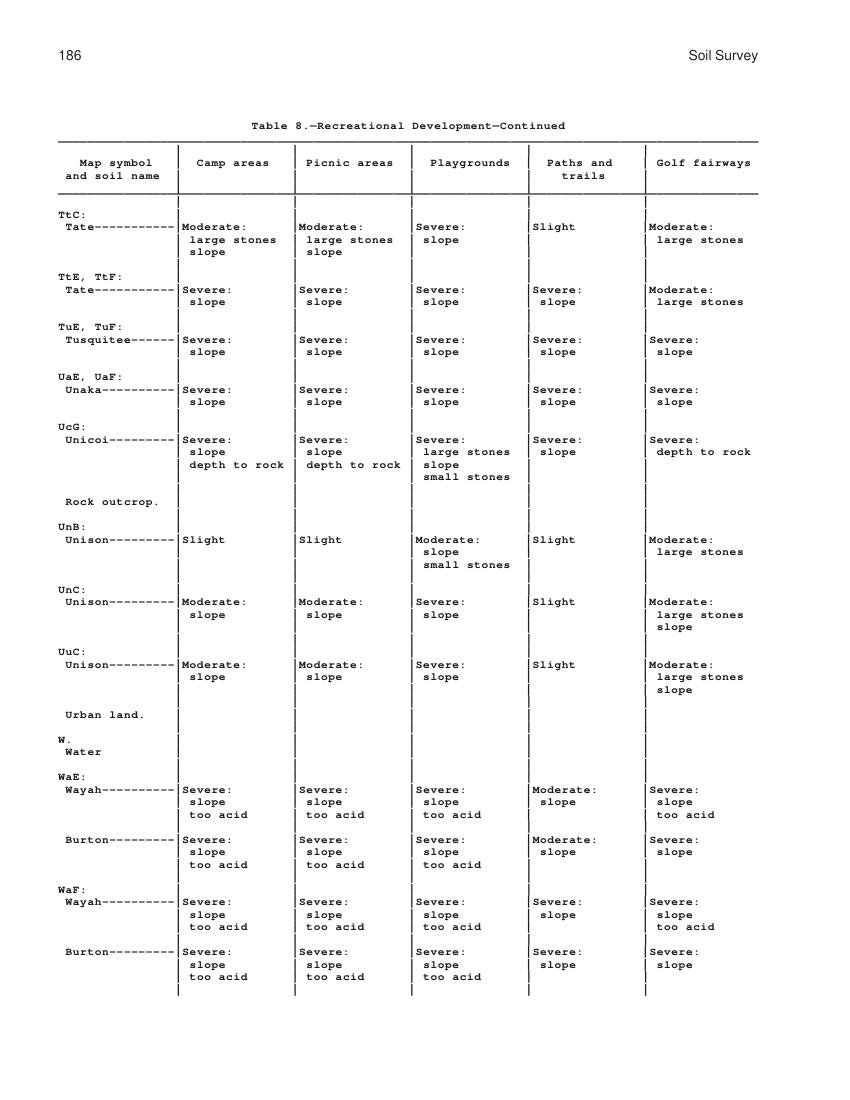 186 Soil Survey
Table 8.—Recreational Development—Continued
Map symbol | Camp areas | Picnic areas | Playgrounds | Paths and | Golf fairways
and soil name | | | | trails |
TtC:
Tate-----------|Moderate: |Moderate: |Severe: |Slight |Moderate:
| large stones | large stones | slope | | large stones
| slope | slope | | |
TtE, TtF:
Tate-----------|Severe: |Severe: |Severe: |Severe: |Moderate:
| slope | slope | slope | slope | large stones
TuE, TuF:
Tusquitee------|Severe: |Severe: |Severe: |Severe: |Severe:
| slope | slope | slope | slope | slope
UaE, UaF:
Unaka----------|Severe: |Severe: |Severe: |Severe: |Severe:
| slope | slope | slope | slope | slope
UcG:
Unicoi---------|Severe: |Severe: |Severe: |Severe: |Severe:
| slope | slope | large stones | slope | depth to rock
| depth to rock | depth to rock | slope | |
| | | small stones | |
Rock outcrop.
UnB:
Unison---------|Slight |Slight |Moderate: |Slight |Moderate:
| | | slope | | large stones
| | | small stones | |
UnC:
Unison---------|Moderate: |Moderate: |Severe: |Slight |Moderate:
| slope | slope | slope | | large stones
| | | | | slope
UuC:
Unison---------|Moderate: |Moderate: |Severe: |Slight |Moderate:
| slope | slope | slope | | large stones
| | | | | slope
Urban land.
W.
Water
WaE:
Wayah----------|Severe: |Severe: |Severe: |Moderate: |Severe:
| slope | slope | slope | slope | slope
| too acid | too acid | too acid | | too acid
Burton---------|Severe: |Severe: |Severe: |Moderate: |Severe:
| slope | slope | slope | slope | slope
| too acid | too acid | too acid | |
WaF:
Wayah----------|Severe: |Severe: |Severe: |Severe: |Severe:
| slope | slope | slope | slope | slope
| too acid | too acid | too acid | | too acid
Burton---------|Severe: |Severe: |Severe: |Severe: |Severe:
| slope | slope | slope | slope | slope
| too acid | too acid | too acid | |